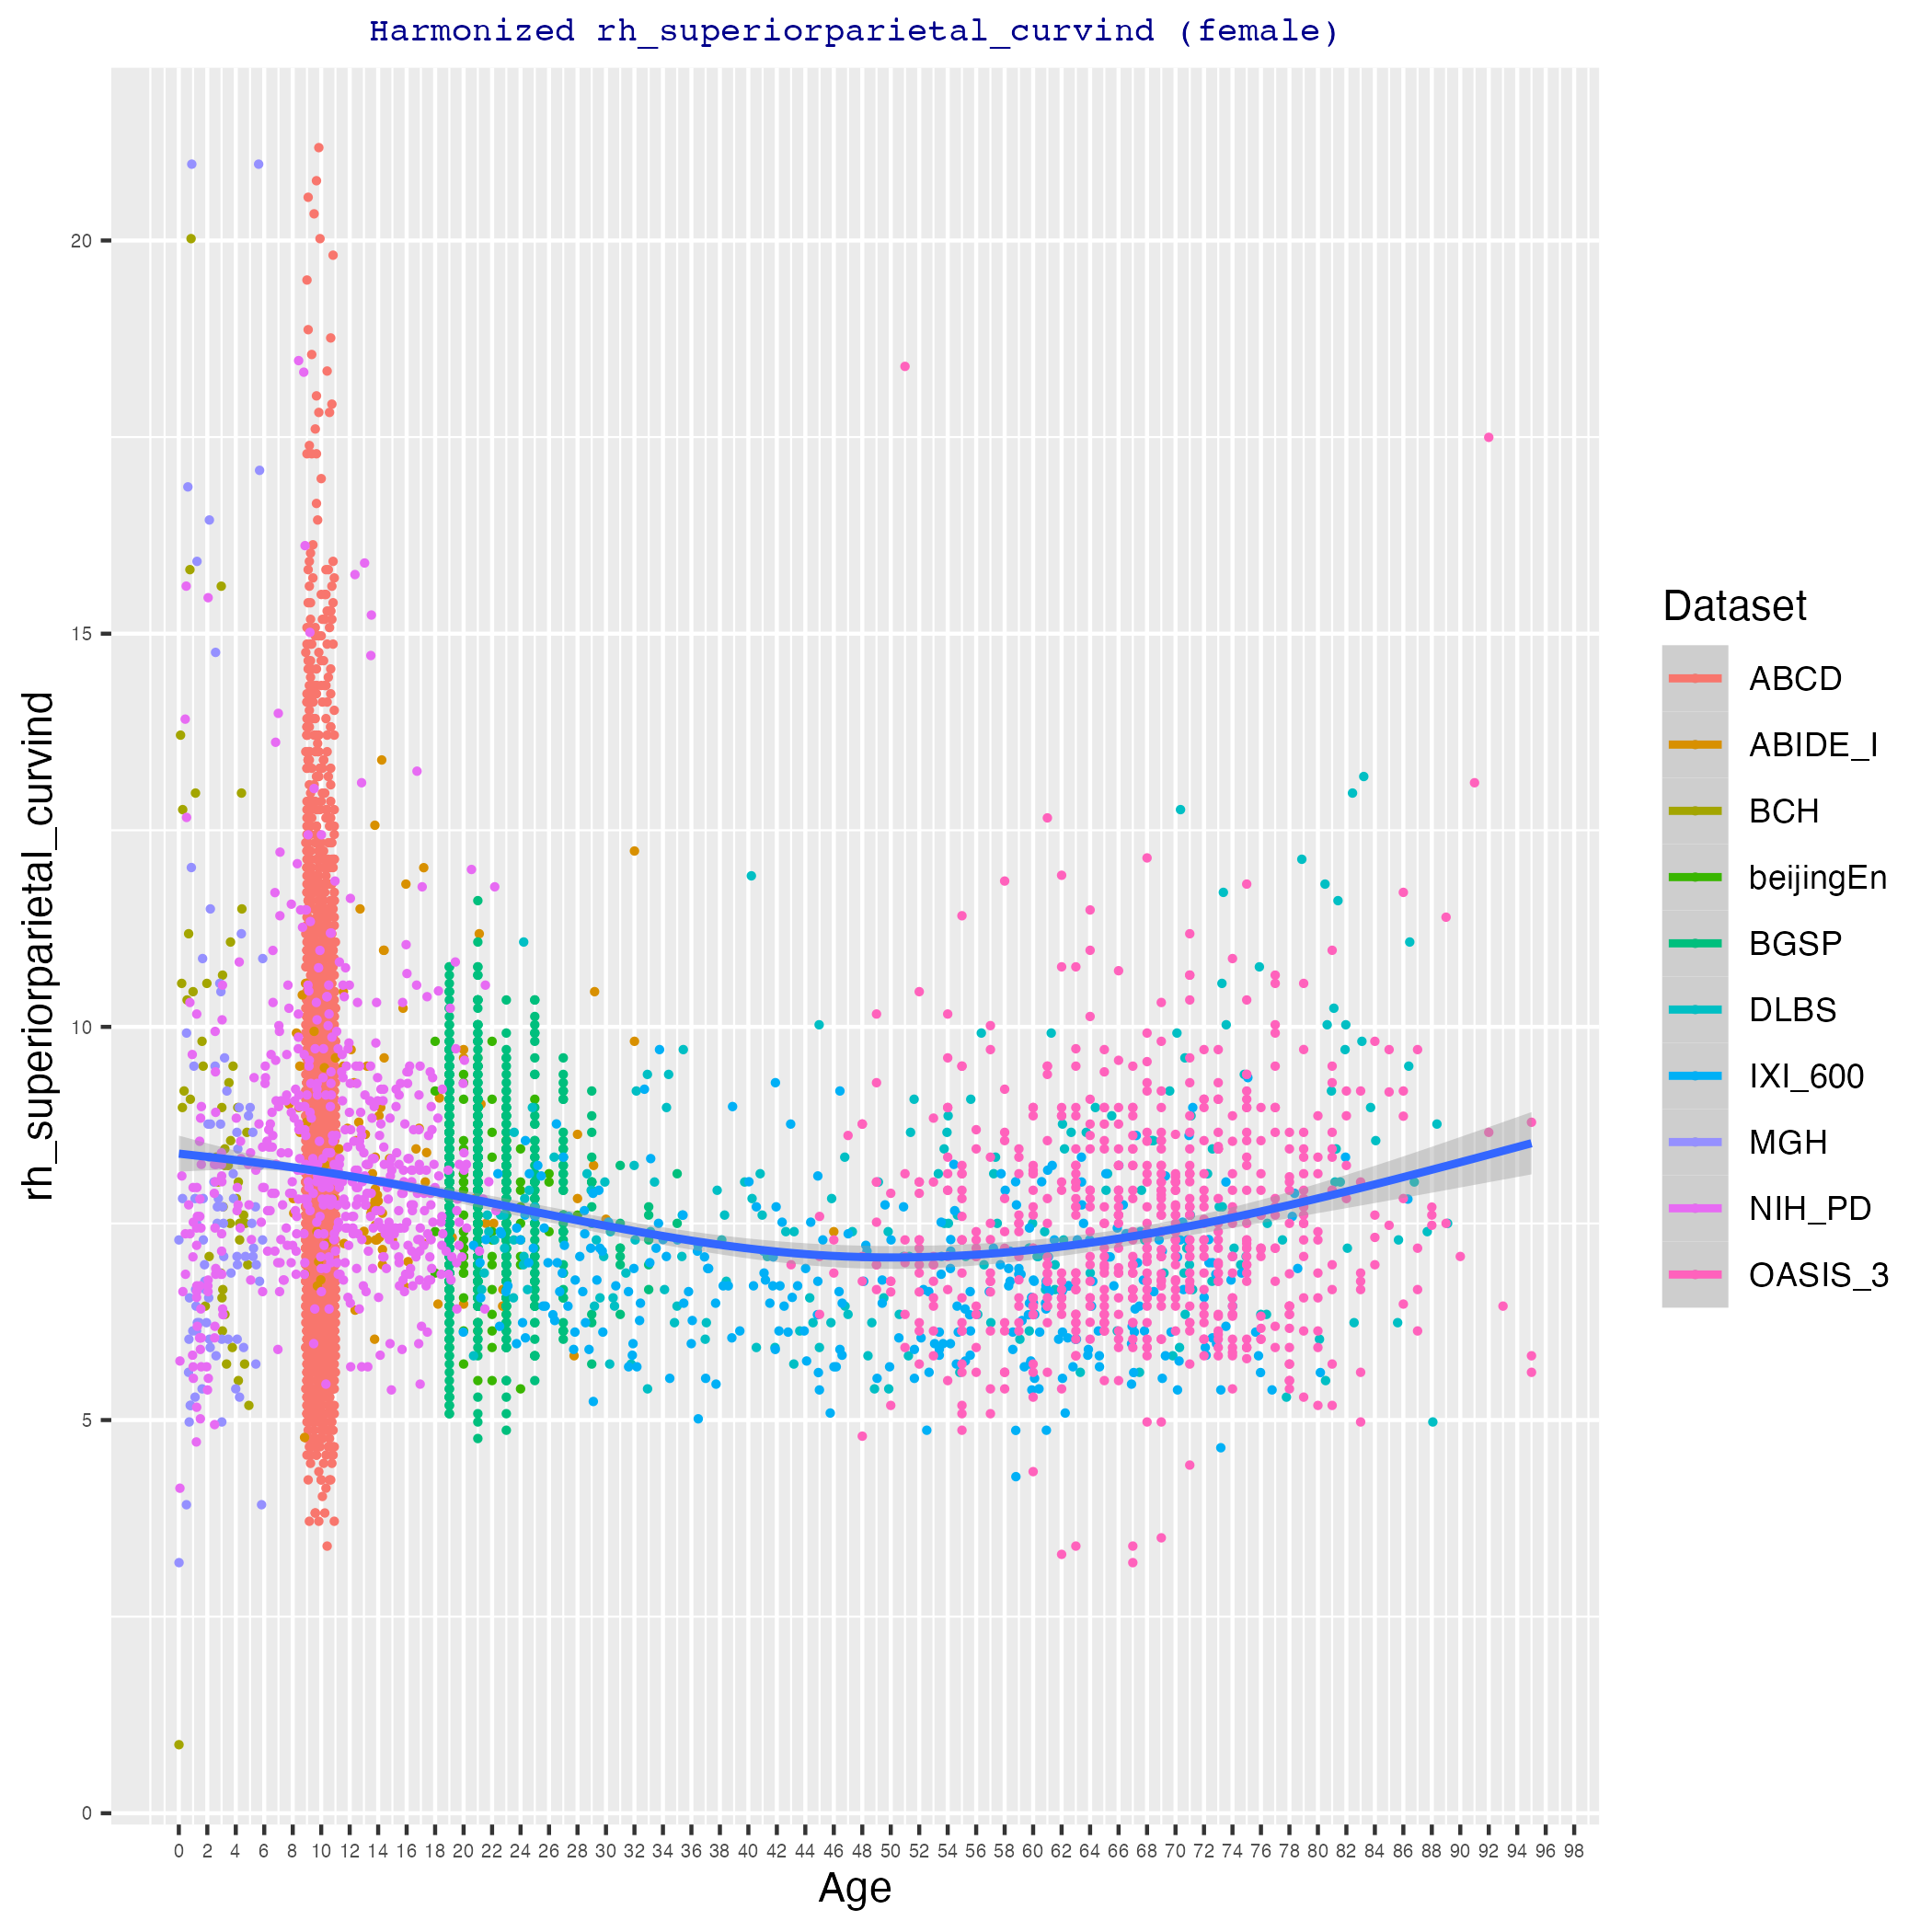 Harmonized rh_superiorparietal_curvind (female)
rh_superiorparietal_curvind
20
15
10
5
0
0 2 4 6 8 10 12 14 16 18 20 22 24 26 28 30 32 34 36 38 40 42 44 46 48 50 52 54 56 58 60 62 64 66 68 70 72 74 76 78 80 82 84 86 88 90 92 94 96 98
Age
Dataset
ABCD
ABIDE_I
BCH
beijingEn
BGSP
DLBS
IXI_600
MGH
NIH_PD
OASIS_3